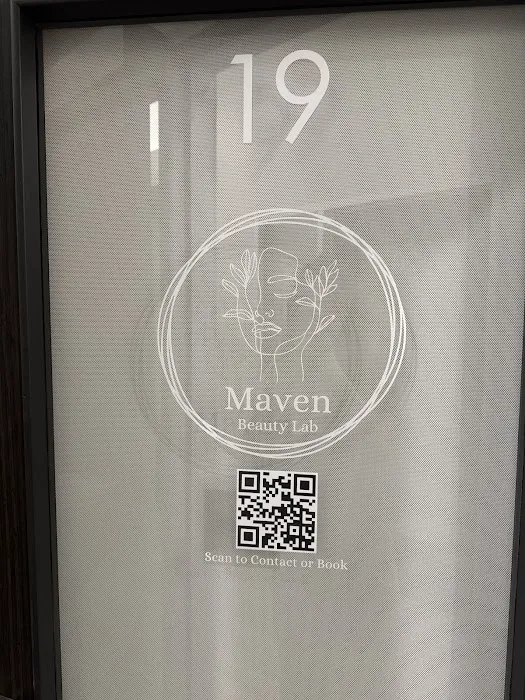 19
Maven
Beauty Lab
Scan to Contact or Book